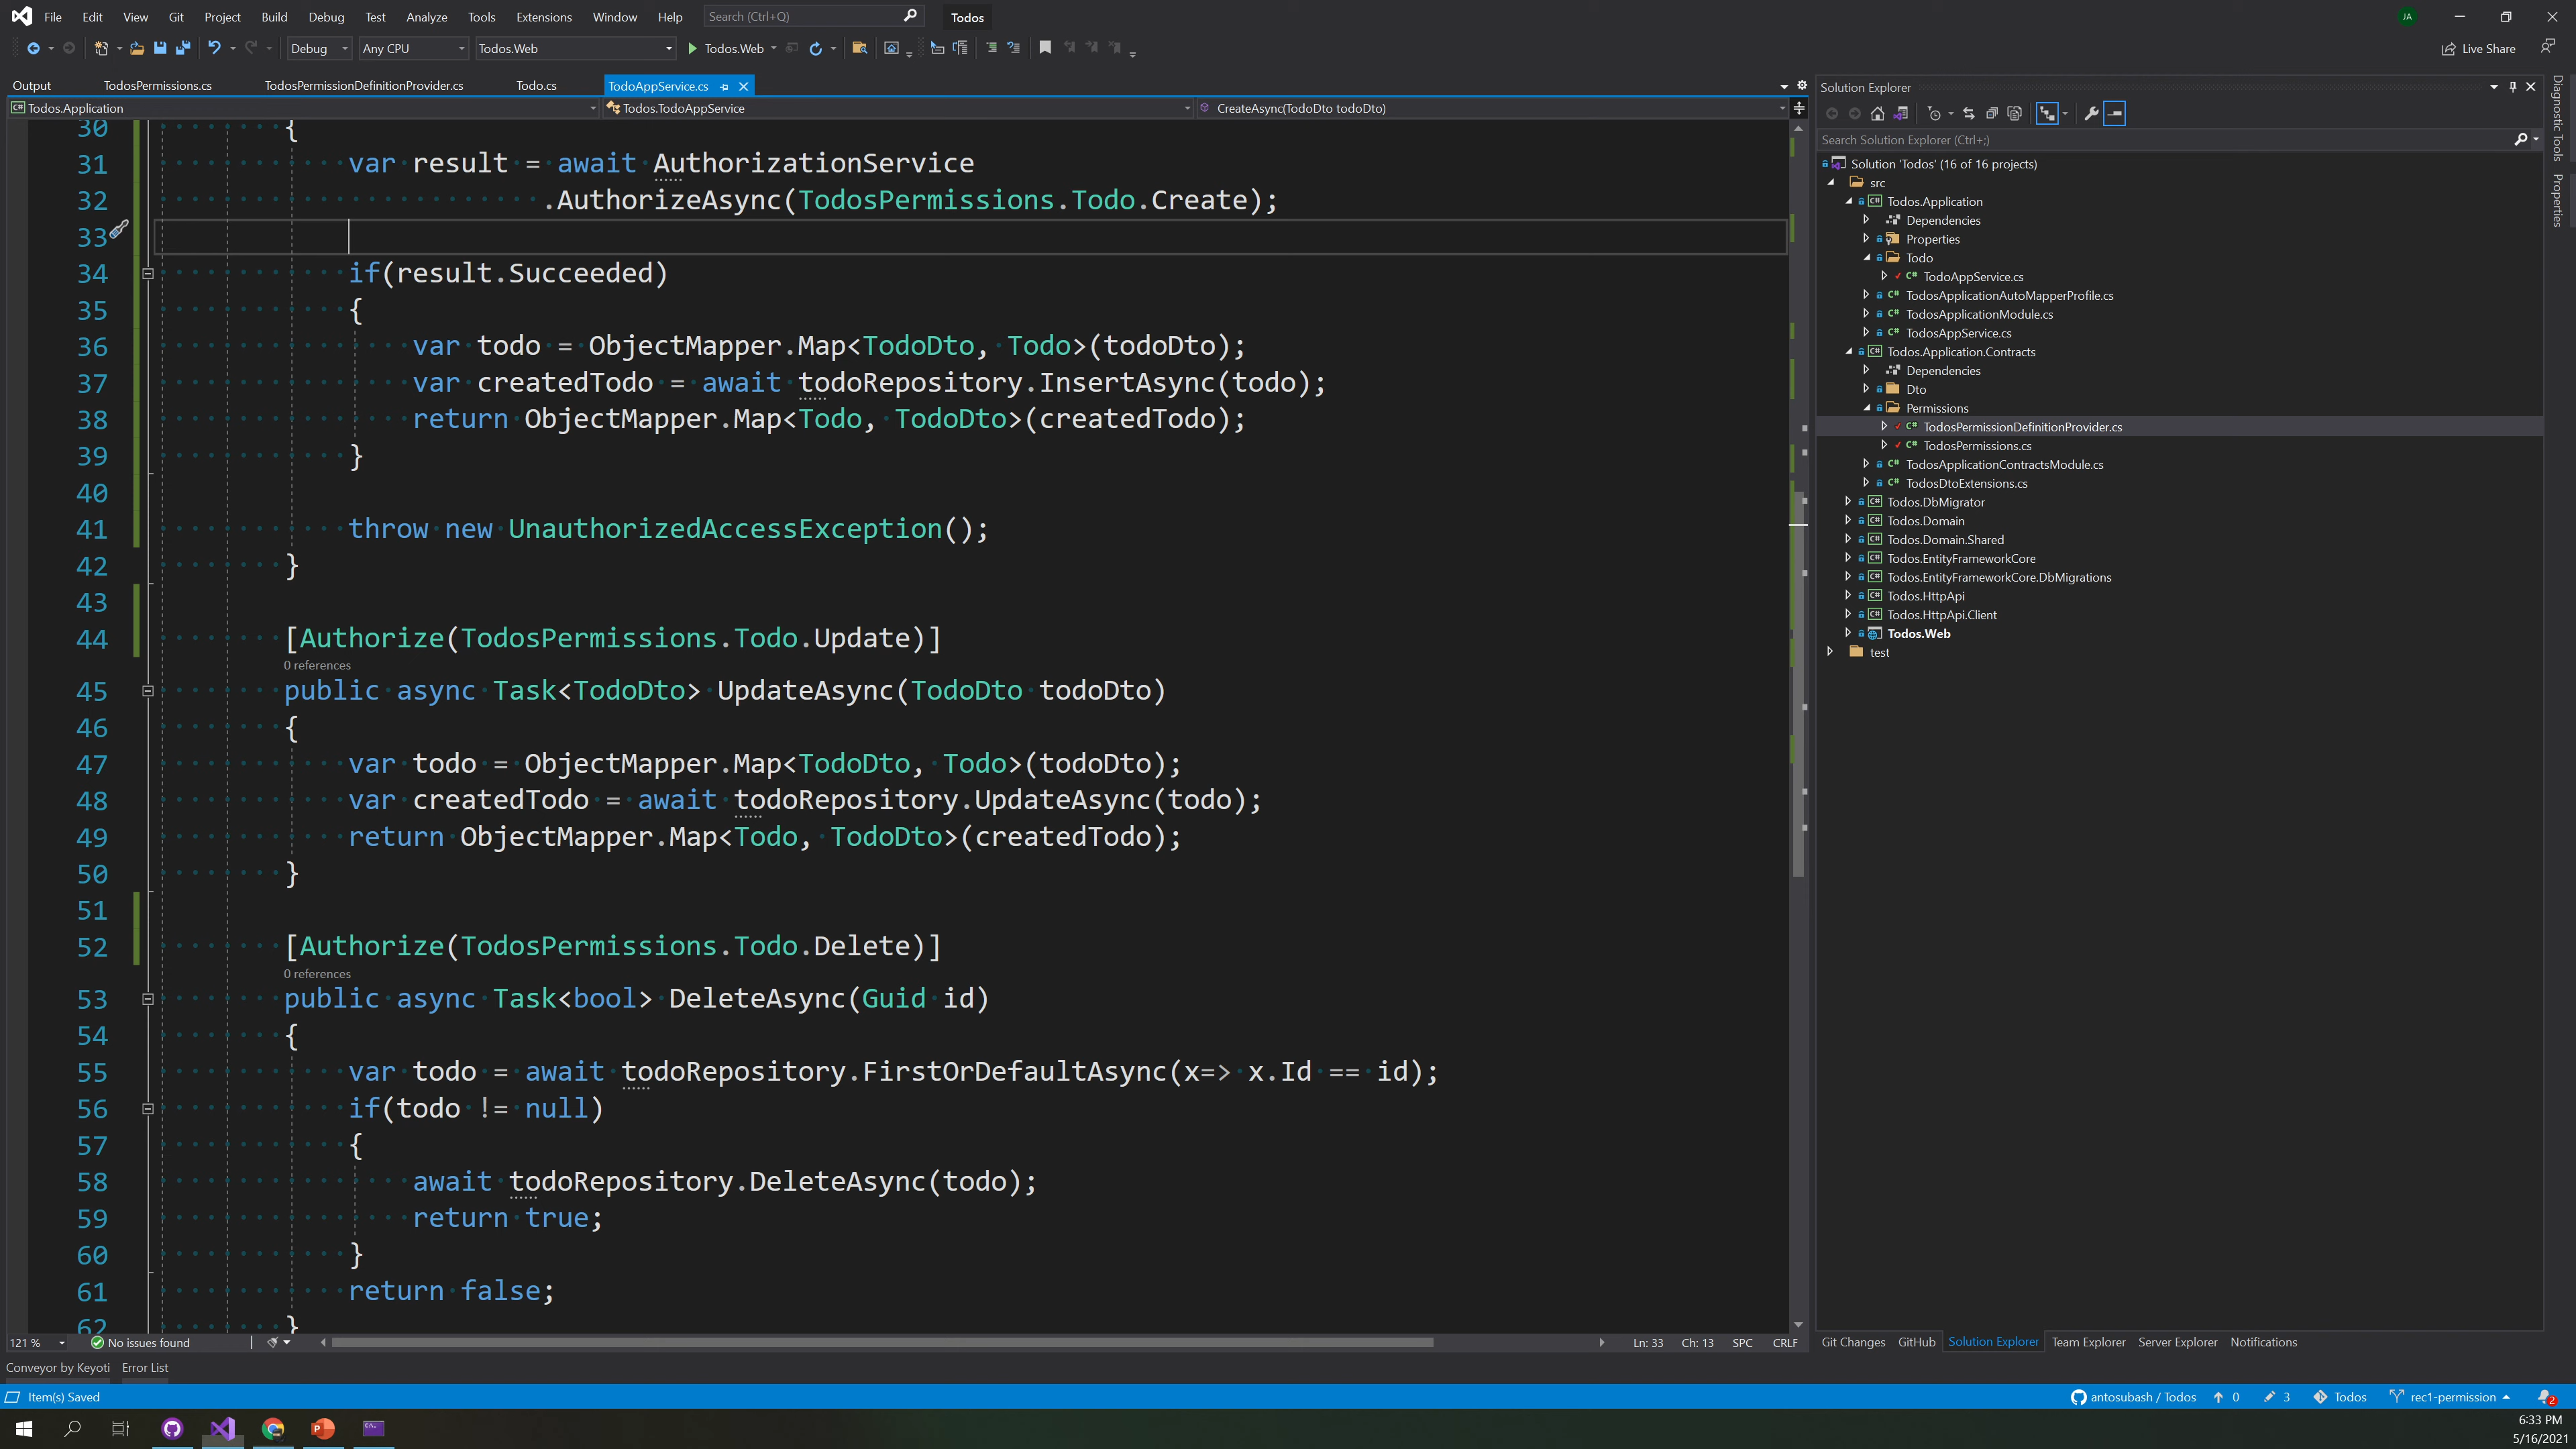 File Edit View Git Project Build Debug Test Analyze Tools Extensions Window Help Search (Ctrl+Q) Todos JA
Debug Any CPU Todos.Web Todos.Web Live Share
Output TodosPermissions.cs TodosPermissionDefinitionProvider.cs Todo.cs TodoAppService.cs
Todos.Application Todos.TodoAppService CreateAsync(TodoDto todoDto)
30 {
31 var result = await AuthorizationService
32 .AuthorizeAsync(TodosPermissions.Todo.Create);
33
34 if(result.Succeeded)
35 {
36 var todo = ObjectMapper.Map<TodoDto, Todo>(todoDto);
37 var createdTodo = await todoRepository.InsertAsync(todo);
38 return ObjectMapper.Map<Todo, TodoDto>(createdTodo);
39 }
40
41 throw new UnauthorizedAccessException();
42 }
43
44 [Authorize(TodosPermissions.Todo.Update)]
0 references
45 public async Task<TodoDto> UpdateAsync(TodoDto todoDto)
46 {
47 var todo = ObjectMapper.Map<TodoDto, Todo>(todoDto);
48 var createdTodo = await todoRepository.UpdateAsync(todo);
49 return ObjectMapper.Map<Todo, TodoDto>(createdTodo);
50 }
51
52 [Authorize(TodosPermissions.Todo.Delete)]
0 references
53 public async Task<bool> DeleteAsync(Guid id)
54 {
55 var todo = await todoRepository.FirstOrDefaultAsync(x=> x.Id == id);
56 if(todo != null)
57 {
58 await todoRepository.DeleteAsync(todo);
59 return true;
60 }
61 return false;
62 }
121 % No issues found Ln: 33 Ch: 13 SPC CRLF
Solution Explorer
Search Solution Explorer (Ctrl+;)
Solution 'Todos' (16 of 16 projects)
src
Todos.Application
Dependencies
Properties
Todo
TodoAppService.cs
TodosApplicationAutoMapperProfile.cs
TodosApplicationModule.cs
TodosAppService.cs
Todos.Application.Contracts
Dependencies
Dto
Permissions
TodosPermissionDefinitionProvider.cs
TodosPermissions.cs
TodosApplicationContractsModule.cs
TodosDtoExtensions.cs
Todos.DbMigrator
Todos.Domain
Todos.Domain.Shared
Todos.EntityFrameworkCore
Todos.EntityFrameworkCore.DbMigrations
Todos.HttpApi
Todos.HttpApi.Client
Todos.Web
test
Git Changes GitHub Solution Explorer Team Explorer Server Explorer Notifications
Diagnostic Tools
Properties
Conveyor by Keyoti Error List
Item(s) Saved antosubash / Todos 0 3 Todos rec1-permission 2
6:33 PM
5/16/2021